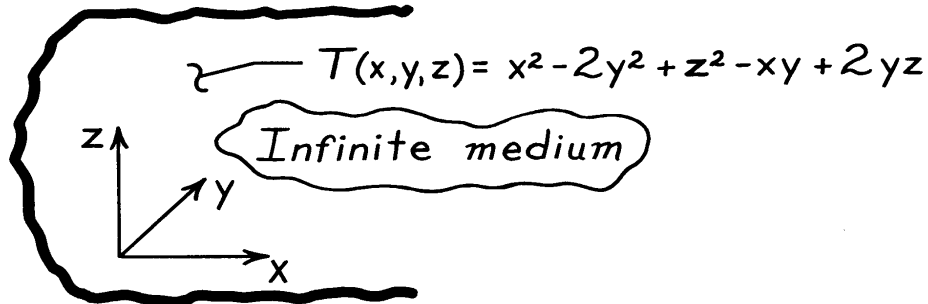 T(x,y,z) = x² - 2y² + z² - xy + 2yz
Infinite medium
z
y
x